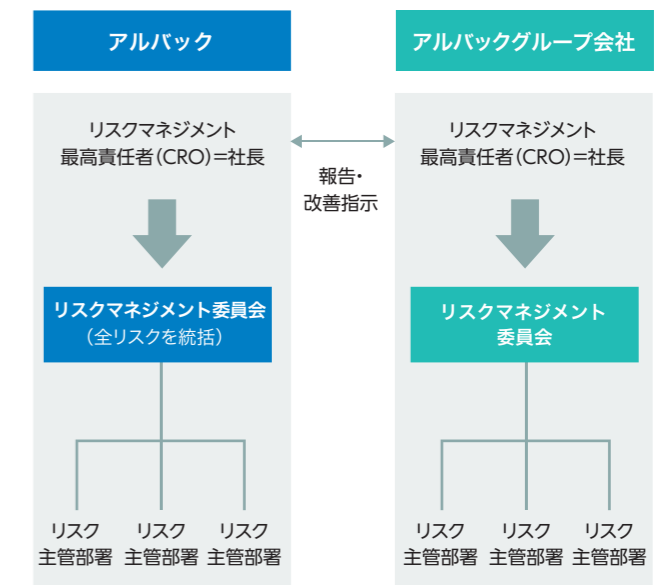 アルバック
リスクマネジメント
最高責任者(CRO)=社長
リスクマネジメント委員会
(全リスクを統括)
リスク
主管部署
リスク
主管部署
リスク
主管部署
報告・
改善指示
アルバックグループ会社
リスクマネジメント
最高責任者(CRO)=社長
リスクマネジメント
委員会
リスク
主管部署
リスク
主管部署
リスク
主管部署